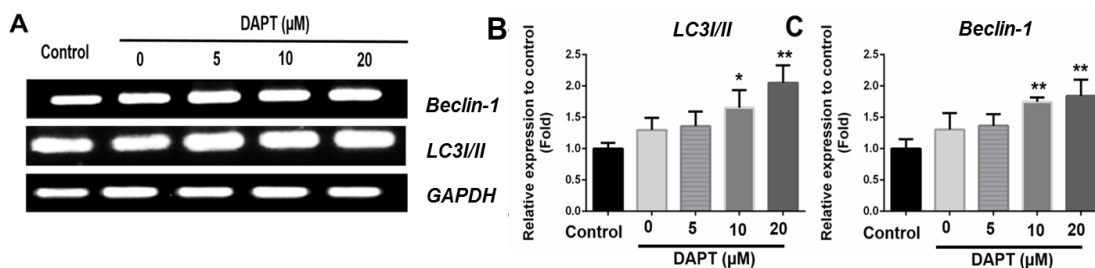 A
DAPT (μM)
Control 0 5 10 20
Beclin-1
LC3I/II
GAPDH
B
LC3I/II
Relative expression to control
(Fold)
2.5
2.0
1.5
1.0
0.5
0.0
*
**
Control 0 5 10 20
DAPT (μM)
C
Beclin-1
Relative expression to control
(Fold)
2.5
2.0
1.5
1.0
0.5
0.0
**
**
Control 0 5 10 20
DAPT (μM)